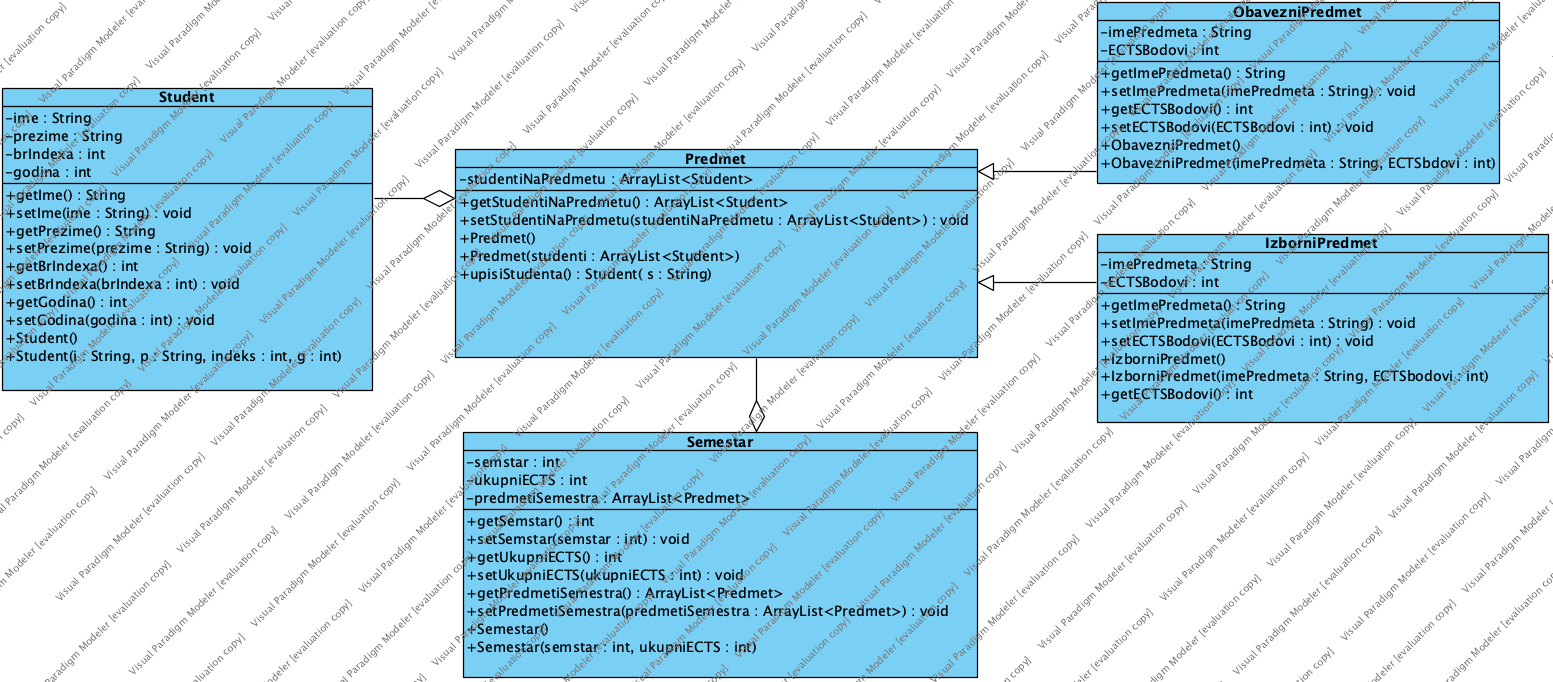 Student
-ime : String
-prezime : String
-brIndexa : int
-godina : int
+getIme() : String
+setIme(ime : String) : void
+getPrezime() : String
+setPrezime(prezime : String) : void
+getBrIndexa() : int
+setBrIndexa(brIndexa : int) : void
+getGodina() : int
+setGodina(godina : int) : void
+Student()
+Student(i : String, p : String, indeks : int, g : int)
Predmet
-studentiNaPredmetu : ArrayList<Student>
+getStudentiNaPredmetu() : ArrayList<Student>
+setStudentiNaPredmetu(studentiNaPredmetu : ArrayList<Student>) : void
+Predmet()
+Predmet(studenti : ArrayList<Student>)
+upisiStudenta() : Student( s : String)
ObavezniPredmet
-imePredmeta : String
-ECTSBodovi : int
+getImePredmeta() : String
+setImePredmeta(imePredmeta : String) : void
+getECTSBodovi() : int
+setECTSBodovi(ECTSBodovi : int) : void
+ObavezniPredmet()
+ObavezniPredmet(imePredmeta : String, ECTSbdovi : int)
IzborniPredmet
-imePredmeta : String
-ECTSBodovi : int
+getImePredmeta() : String
+setImePredmeta(imePredmeta : String) : void
+setECTSBodovi(ECTSBodovi : int) : void
+IzborniPredmet()
+IzborniPredmet(imePredmeta : String, ECTSbodovi : int)
+getECTSBodovi() : int
Semestar
-semstar : int
-ukupniECTS : int
-predmetiSemestra : ArrayList<Predmet>
+getSemstar() : int
+setSemstar(semstar : int) : void
+getUkupniECTS() : int
+setUkupniECTS(ukupniECTS : int) : void
+getPredmetiSemestra() : ArrayList<Predmet>
+setPredmetiSemestra(predmetiSemestra : ArrayList<Predmet>) : void
+Semestar()
+Semestar(semstar : int, ukupniECTS : int)
Visual Paradigm Modeler [evaluation copy]